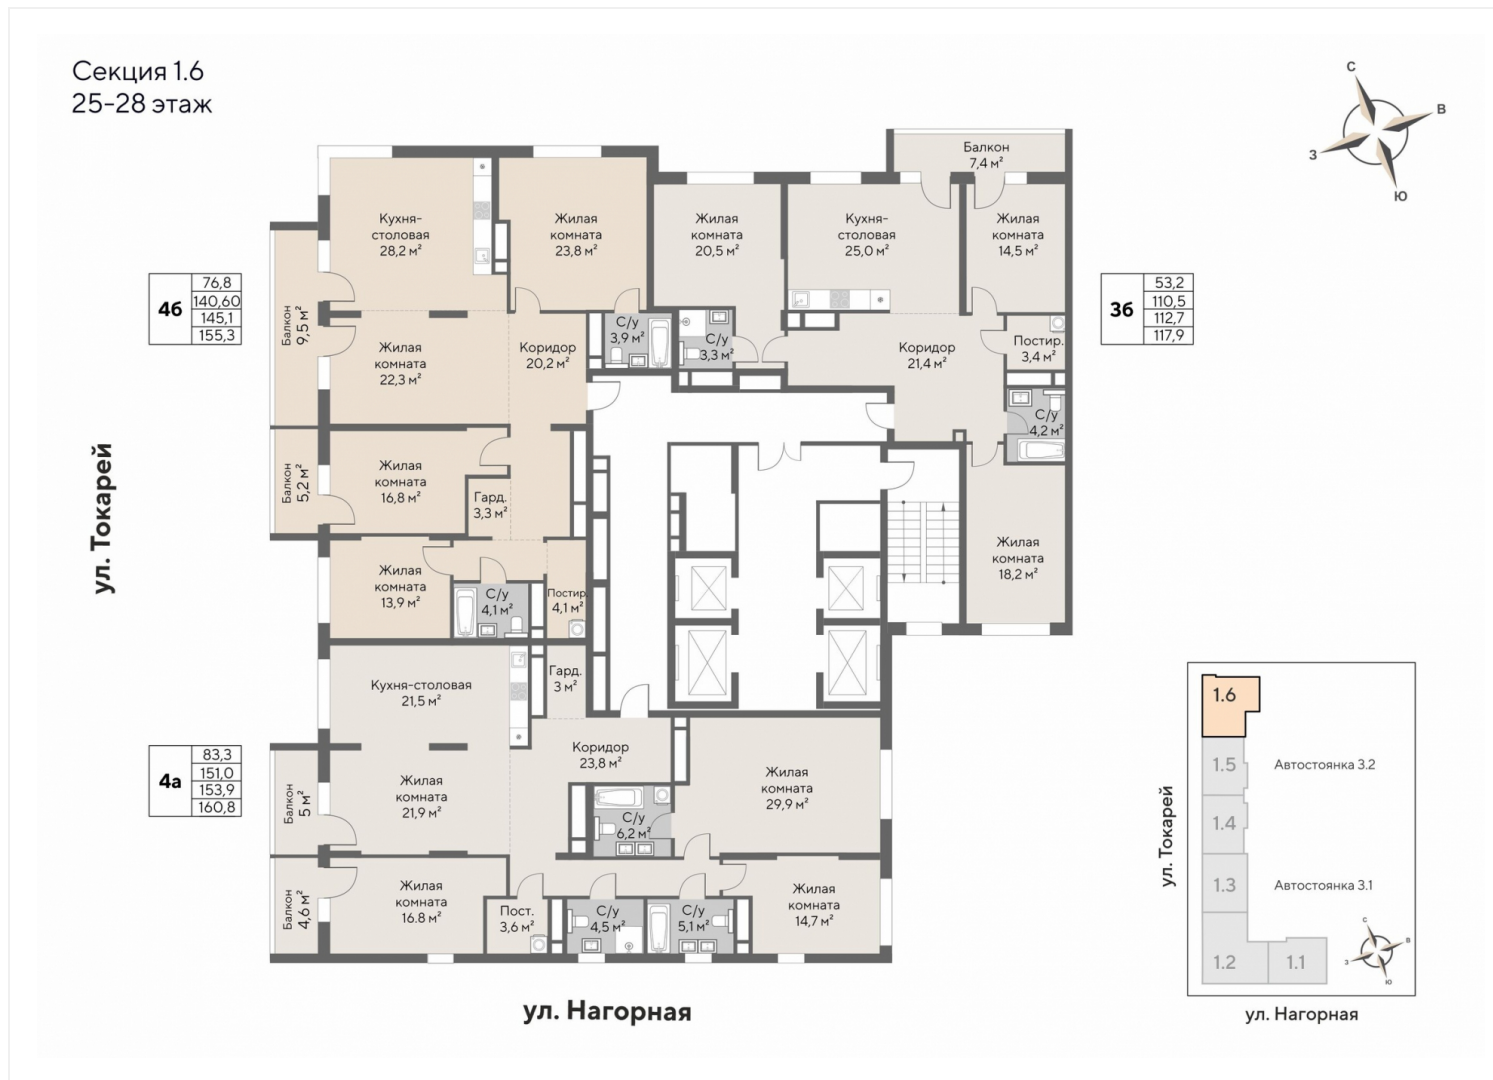 Секция 1.6
25-28 этаж
С
В
З
Ю
Балкон
7,4 м²
Кухня-
столовая
28,2 м²
Жилая
комната
23,8 м²
Жилая
комната
20,5 м²
Кухня-
столовая
25,0 м²
Жилая
комната
14,5 м²
4б
76,8
140,60
145,1
155,3
Балкон
9,5 м²
3б
53,2
110,5
112,7
117,9
Жилая
комната
22,3 м²
Коридор
20,2 м²
С/у
3,9 м²
С/у
3,3 м²
Коридор
21,4 м²
Постир.
3,4 м²
С/у
4,2 м²
ул. Токарей
Балкон
5,2 м²
Жилая
комната
16,8 м²
Гард.
3,3 м²
Жилая
комната
18,2 м²
Жилая
комната
13,9 м²
С/у
4,1 м²
Постир.
4,1 м²
Кухня-столовая
21,5 м²
Гард.
3 м²
4а
83,3
151,0
153,9
160,8
Балкон
5 м²
Жилая
комната
21,9 м²
Коридор
23,8 м²
Жилая
комната
29,9 м²
С/у
6,2 м²
Балкон
4,6 м²
Жилая
комната
16.8 м²
Пост.
3,6 м²
С/у
4,5 м²
С/у
5,1 м²
Жилая
комната
14,7 м²
ул. Нагорная
1.6
1.5
Автостоянка 3.2
1.4
ул. Токарей
1.3
Автостоянка 3.1
1.2
1.1
С
В
З
Ю
ул. Нагорная